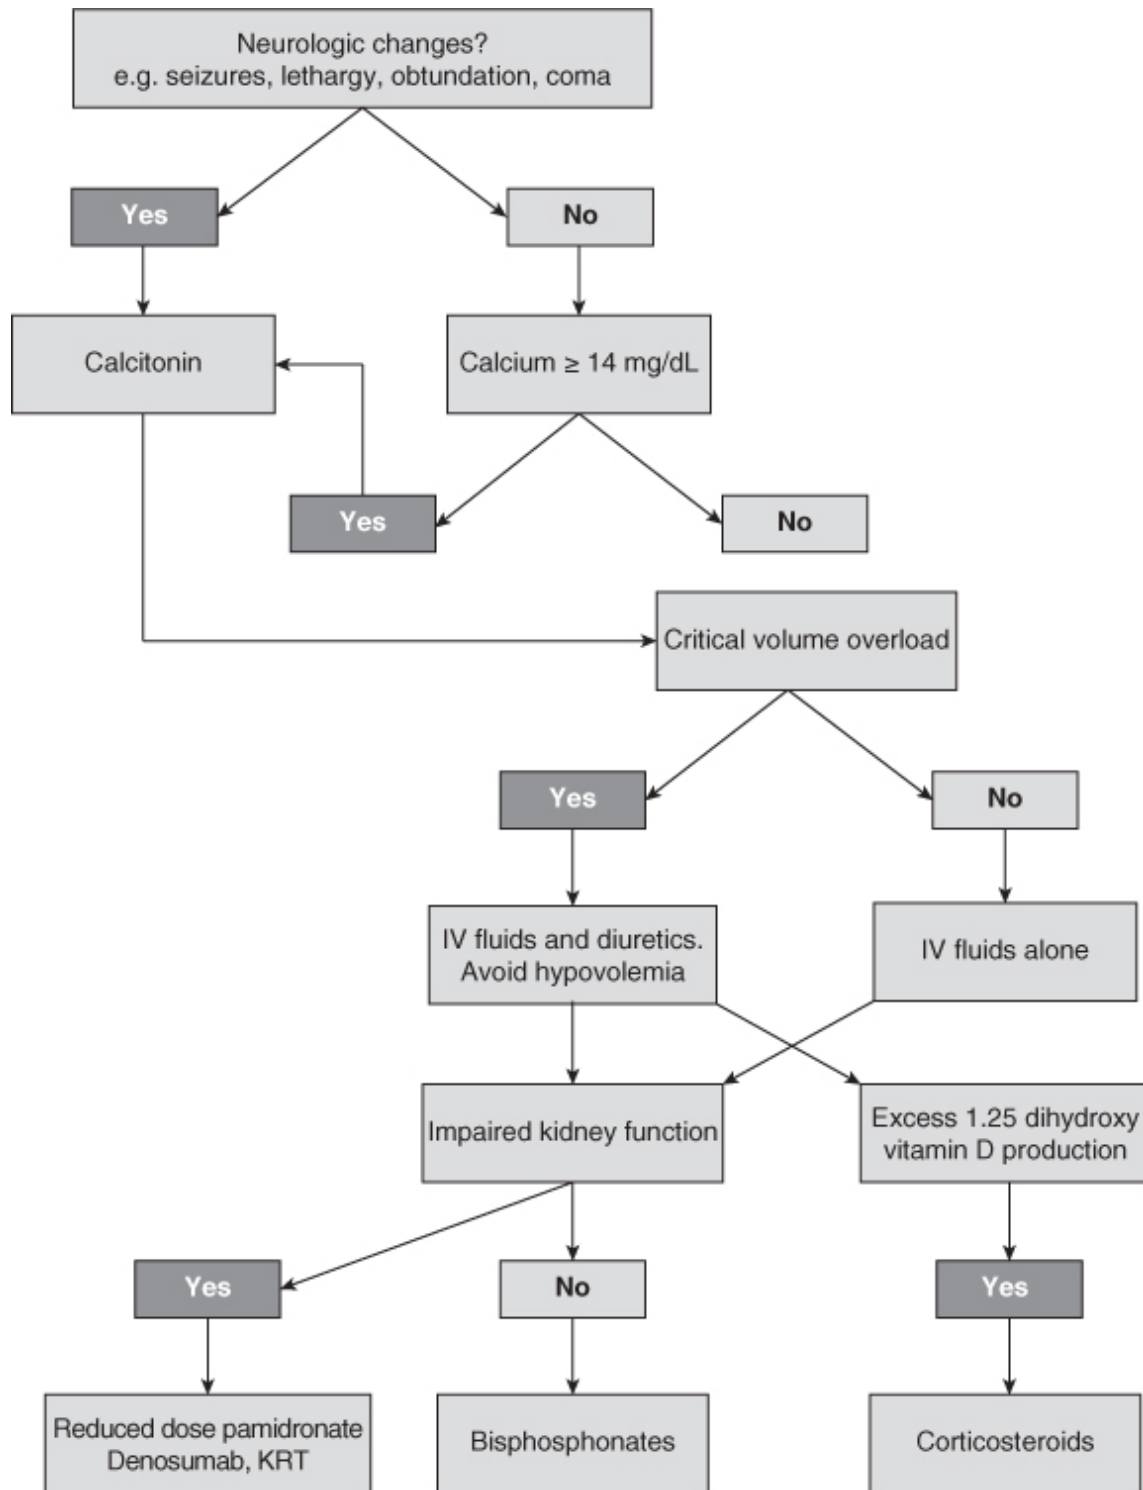 Neurologic changes?
e.g. seizures, lethargy, obtundation, coma
Yes
No
Calcitonin
Calcium ≥ 14 mg/dL
Yes
No
Critical volume overload
Yes
No
IV fluids and diuretics.
Avoid hypovolemia
IV fluids alone
Impaired kidney function
Excess 1.25 dihydroxy
vitamin D production
Yes
No
Yes
Reduced dose pamidronate
Denosumab, KRT
Bisphosphonates
Corticosteroids